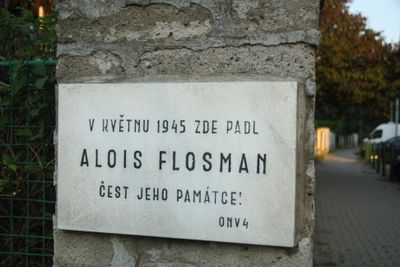 V KVĚTNU 1945 ZDE PADL
ALOIS FLOSMAN
ČEST JEHO PAMÁTCE!
ONV4